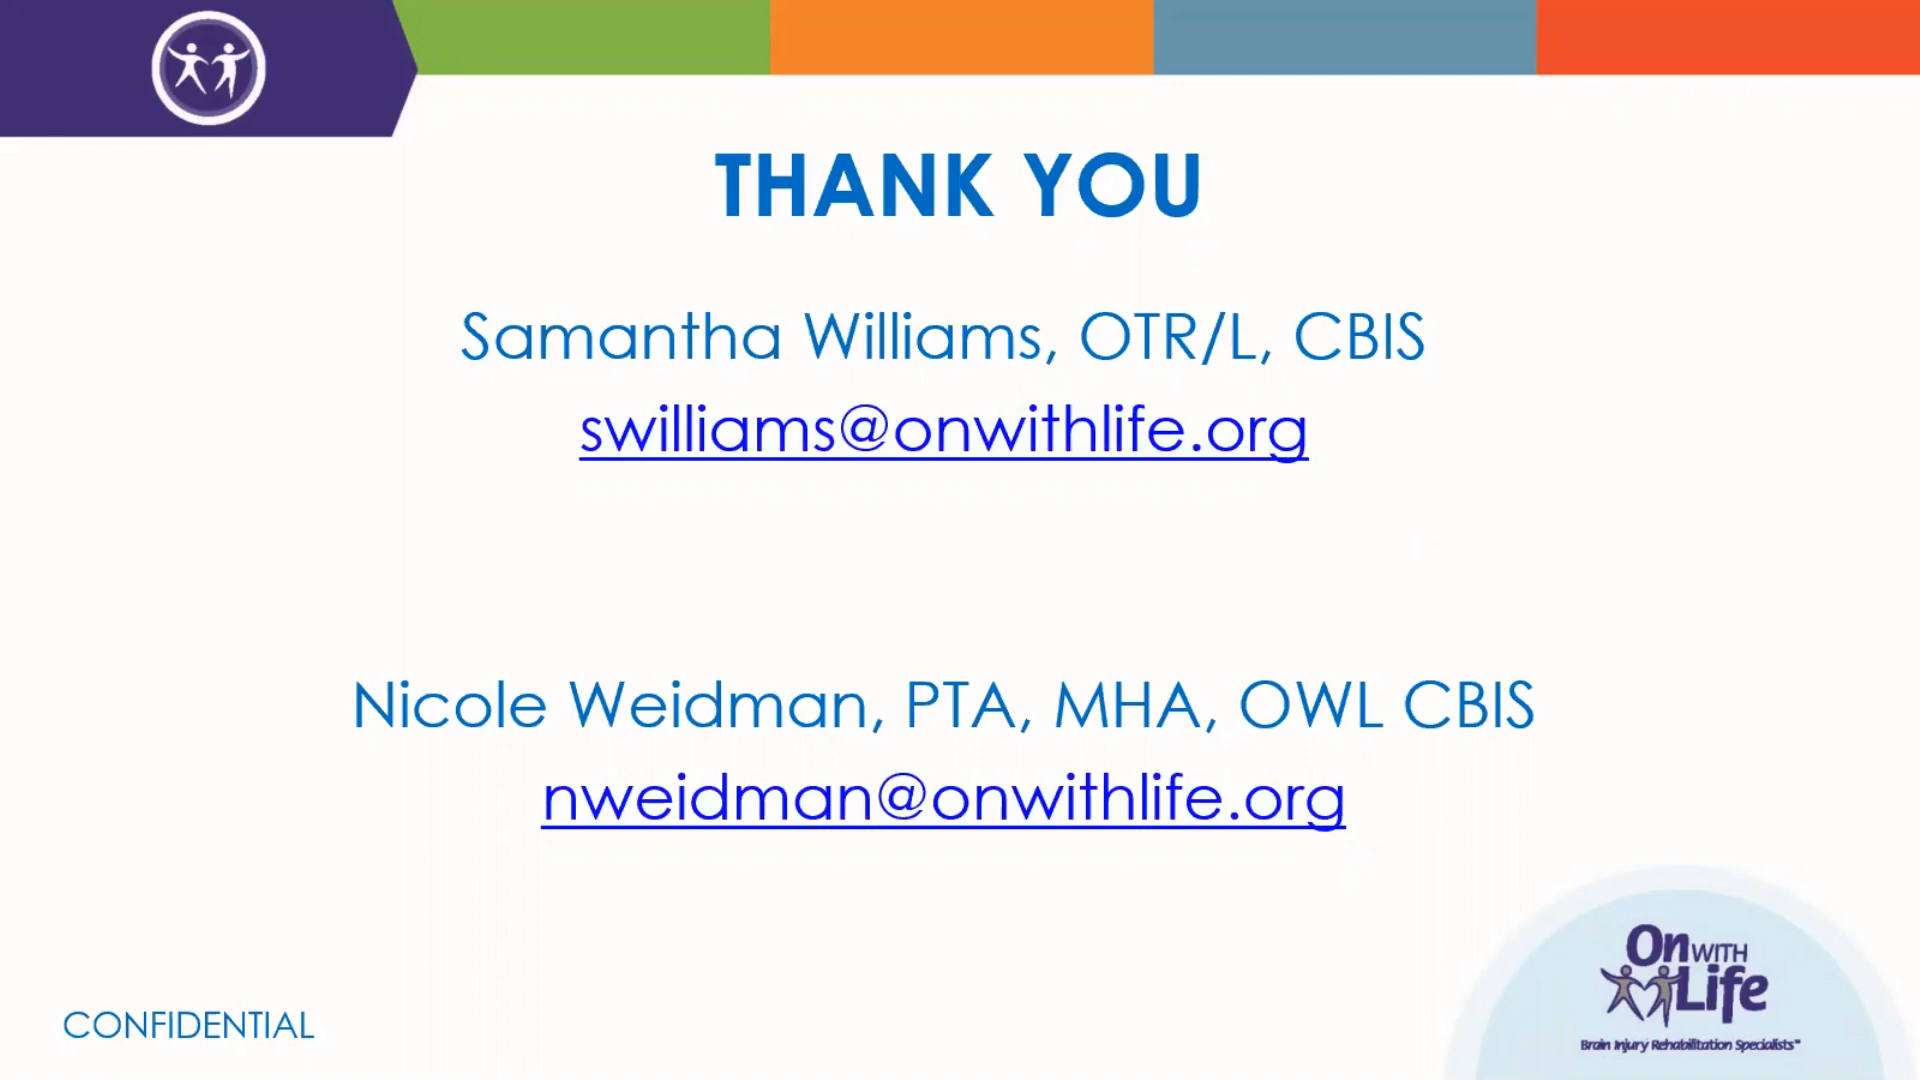 THANK YOU
Samantha Williams, OTR/L, CBIS
swilliams@onwithlife.org
Nicole Weidman, PTA, MHA, OWL CBIS
nweidman@onwithlife.org
CONFIDENTIAL
On WITH
Life
Brain Injury Rehabilitation Specialists℠